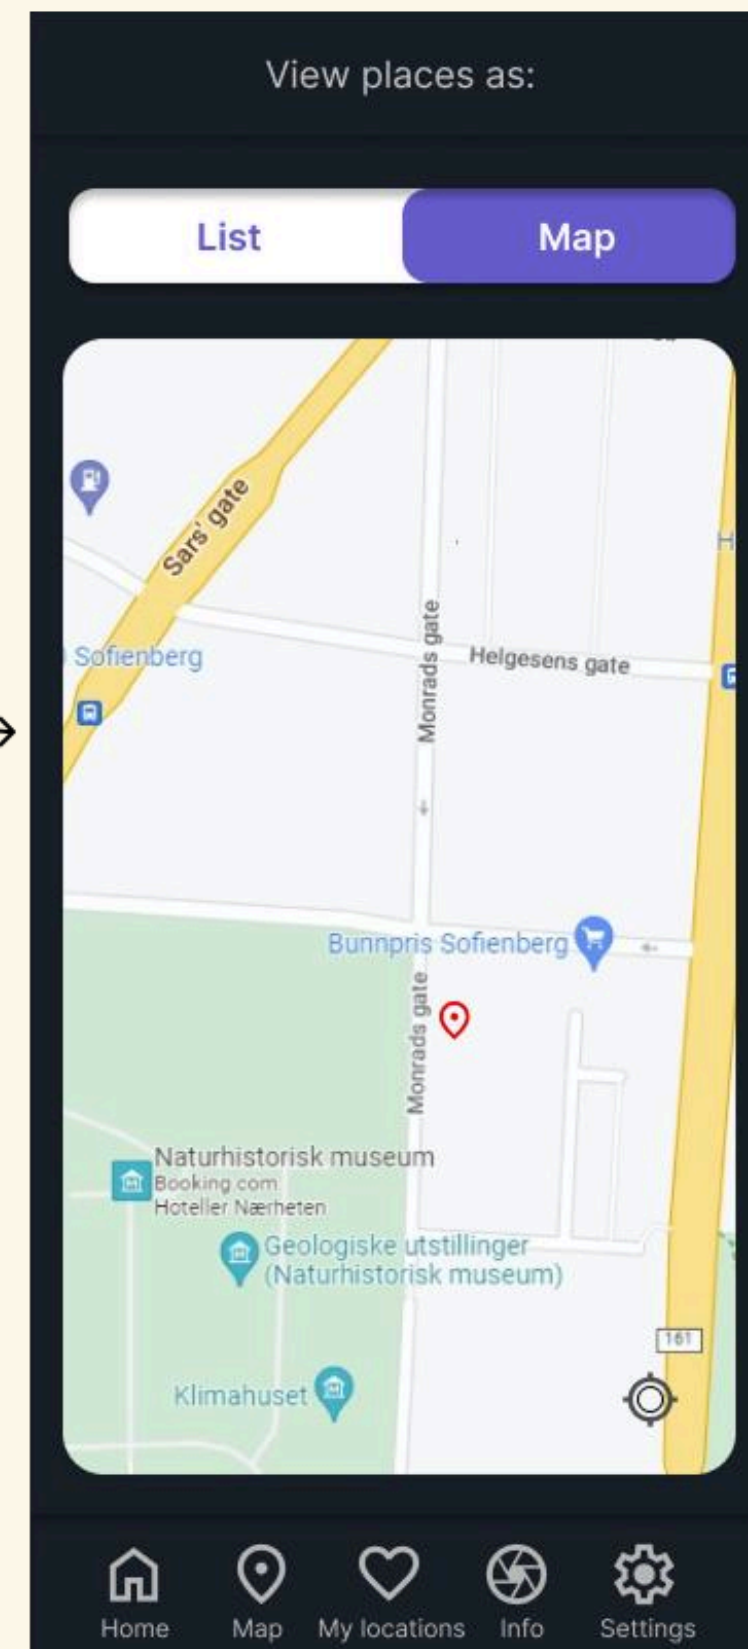 View places as:
List
Map
Sars' gate
H
Sofienberg
Monrads gate
Helgesens gate
Bunnpris Sofienberg
Monrads gate
Naturhistorisk museum
Booking.com
Hoteller Nærheten
Geologiske utstillinger
(Naturhistorisk museum)
Klimahuset
161
Home
Map
My locations
Info
Settings